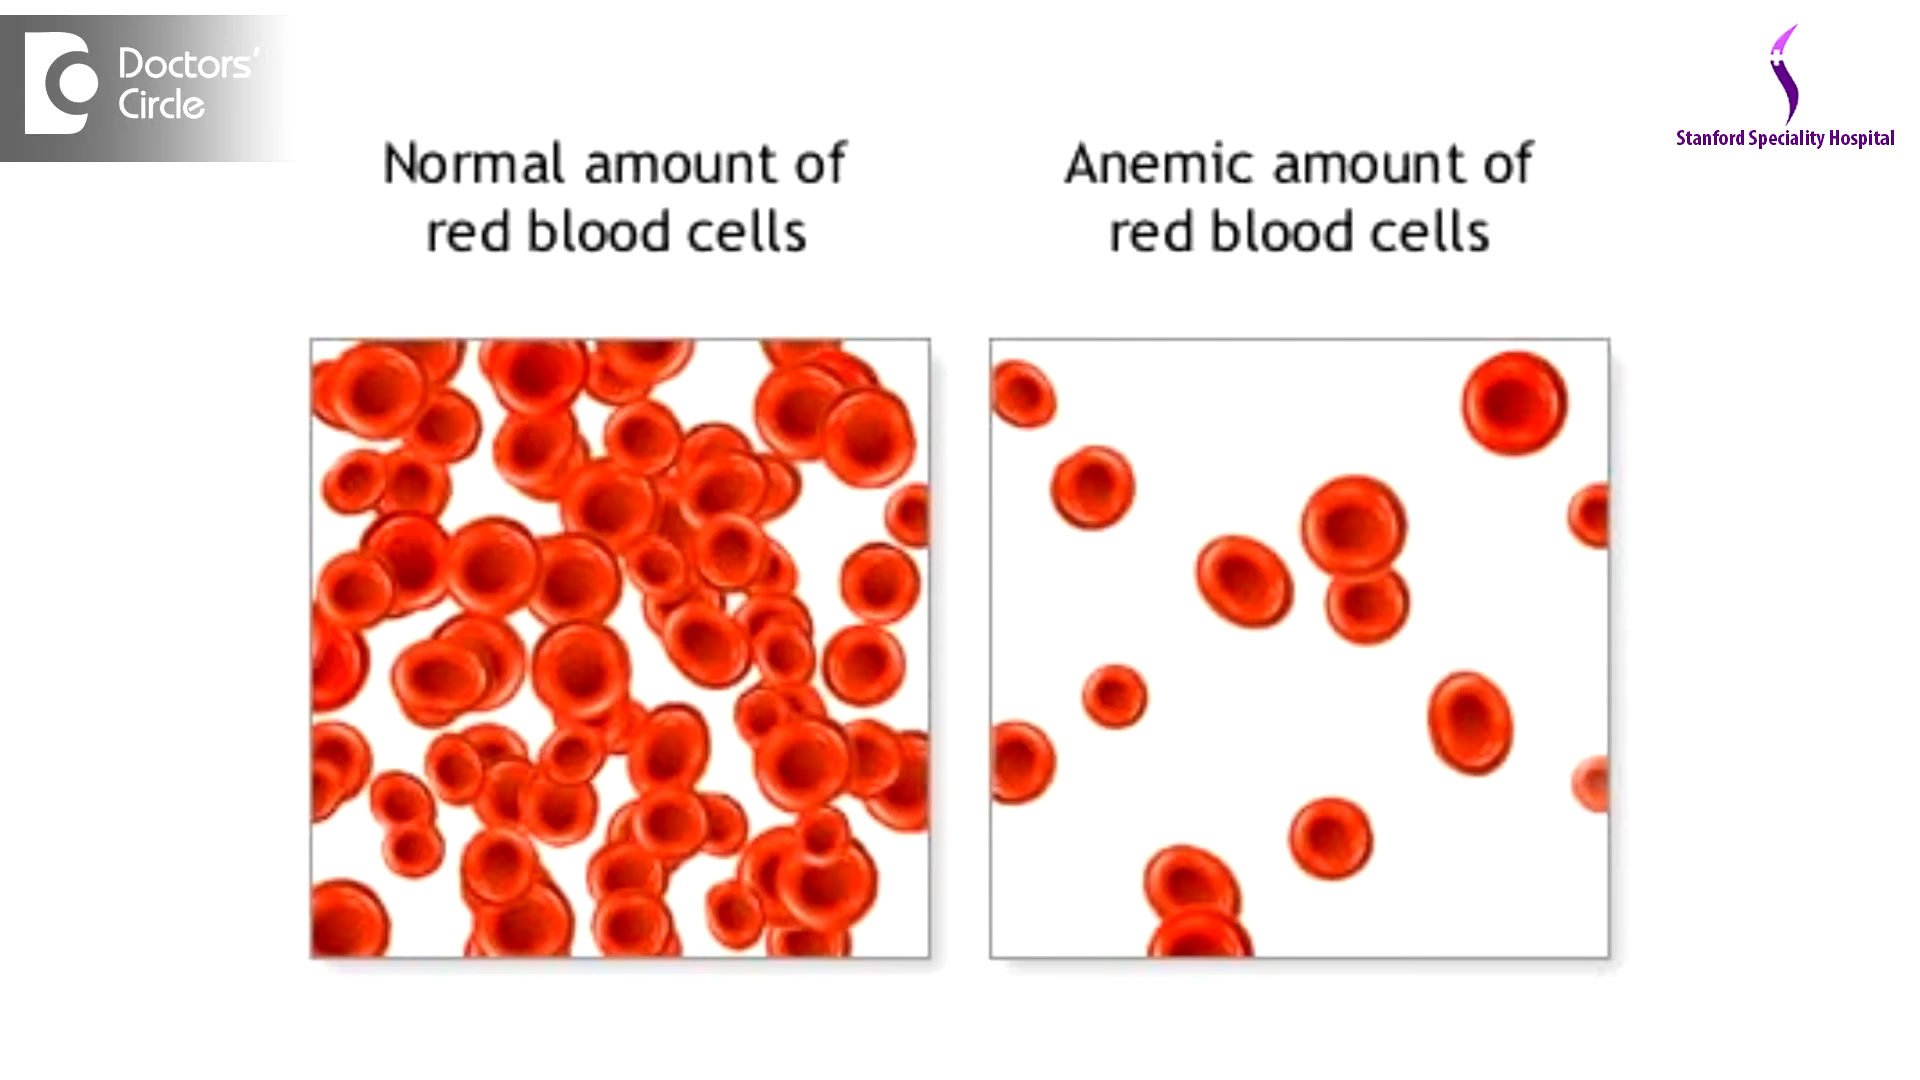 Doctors'
Circle
Stanford Speciality Hospital
Normal amount of
red blood cells
Anemic amount of
red blood cells